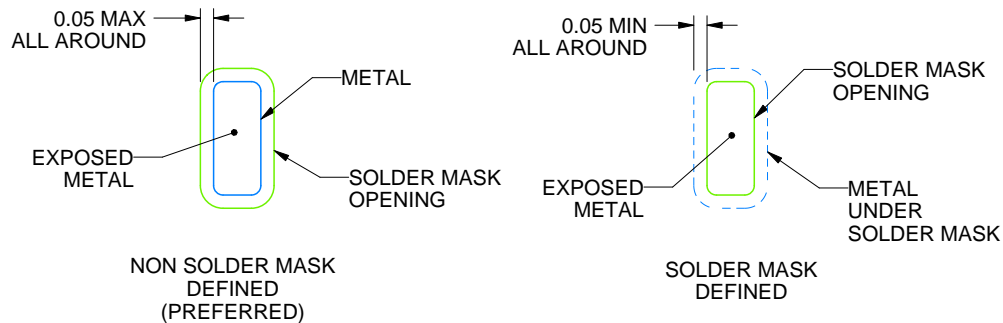 0.05 MAX
ALL AROUND
METAL
EXPOSED
METAL
SOLDER MASK
OPENING
NON SOLDER MASK
DEFINED
(PREFERRED)
0.05 MIN
ALL AROUND
SOLDER MASK
OPENING
EXPOSED
METAL
METAL
UNDER
SOLDER MASK
SOLDER MASK
DEFINED